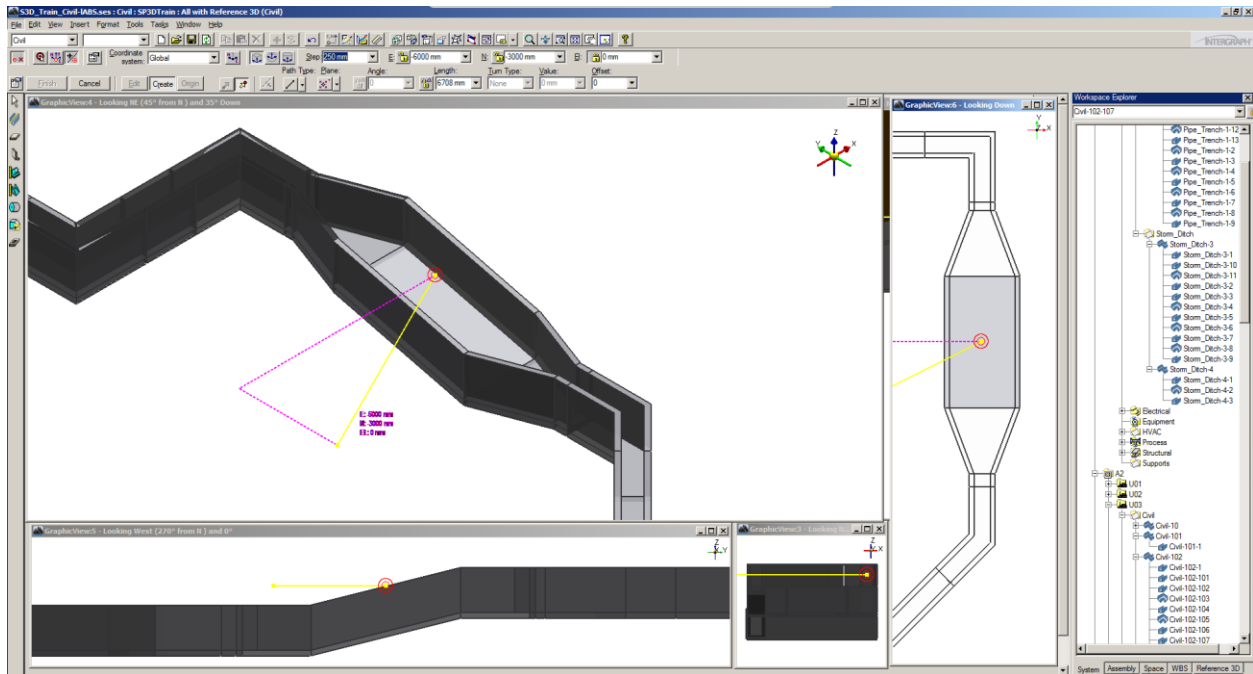 S3D_Train_Civil-lABS.ses : Civil : SP3DTrain : All with Reference 3D (Civil)
File Edit View Insert Format Tools Tasks Window Help
Civil
INTERGRAPH
Coordinate system: Global Step: 250 mm E: -6000 mm N: -3000 mm El: 0 mm
Path Type: Plane: Angle: Length: Turn Type: Value: Offset:
Finish Cancel Edit Create Origin 0 6708 mm None 0 mm 0
GraphicView:4 - Looking NE (45° from N ) and 35° Down
Z
Y X
E: -6000 mm
N: -3000 mm
El: 0 mm
GraphicView:5 - Looking West (270° from N ) and 0°
Z
Y
GraphicView:3 - Looking
Z
X
GraphicView:6 - Looking Down
Y
X
Workspace Explorer
Civil-102-107
Pipe_Trench-1-12
Pipe_Trench-1-13
Pipe_Trench-1-2
Pipe_Trench-1-3
Pipe_Trench-1-4
Pipe_Trench-1-5
Pipe_Trench-1-6
Pipe_Trench-1-7
Pipe_Trench-1-8
Pipe_Trench-1-9
Storm_Ditch
Storm_Ditch-3
Storm_Ditch-3-1
Storm_Ditch-3-10
Storm_Ditch-3-11
Storm_Ditch-3-2
Storm_Ditch-3-3
Storm_Ditch-3-4
Storm_Ditch-3-5
Storm_Ditch-3-6
Storm_Ditch-3-7
Storm_Ditch-3-8
Storm_Ditch-3-9
Storm_Ditch-4
Storm_Ditch-4-1
Storm_Ditch-4-2
Storm_Ditch-4-3
Electrical
Equipment
HVAC
Process
Structural
Supports
A2
U01
U02
U03
Civil
Civil-10
Civil-101
Civil-101-1
Civil-102
Civil-102-1
Civil-102-101
Civil-102-102
Civil-102-103
Civil-102-104
Civil-102-105
Civil-102-106
Civil-102-107
System Assembly Space WBS Reference 3D